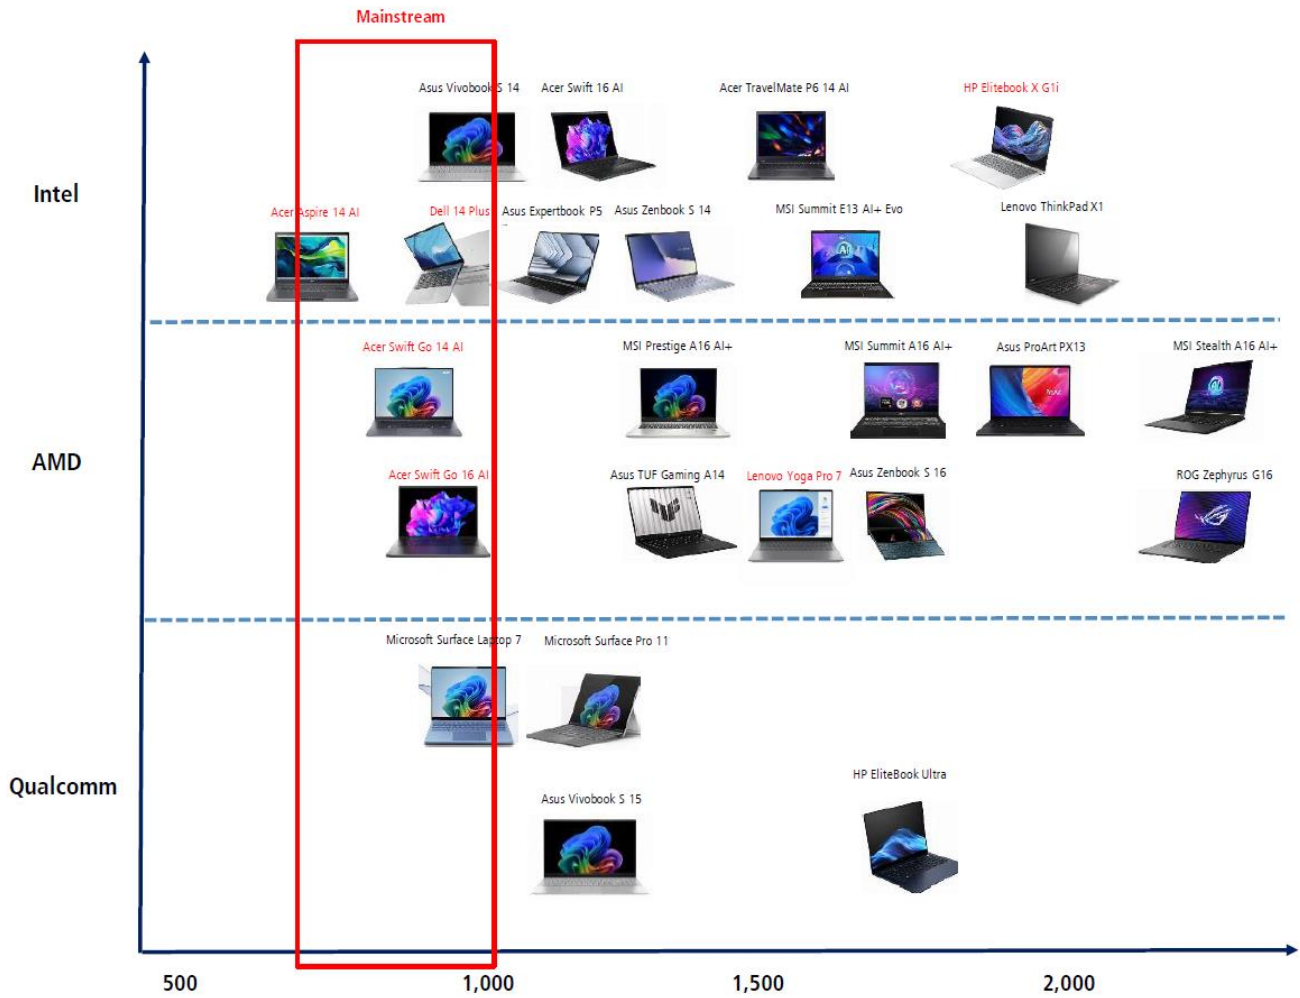 Mainstream
Intel
Asus Vivobook S 14
Acer Swift 16 AI
Acer TravelMate P6 14 AI
HP Elitebook X G1i
Acer Aspire 14 AI
Dell 14 Plus
Asus Expertbook P5
Asus Zenbook S 14
MSI Summit E13 AI+ Evo
Lenovo ThinkPad X1
AMD
Acer Swift Go 14 AI
MSI Prestige A16 AI+
MSI Summit A16 AI+
Asus ProArt PX13
MSI Stealth A16 AI+
Acer Swift Go 16 AI
Asus TUF Gaming A14
Lenovo Yoga Pro 7
Asus Zenbook S 16
ROG Zephyrus G16
Qualcomm
Microsoft Surface Laptop 7
Microsoft Surface Pro 11
Asus Vivobook S 15
HP EliteBook Ultra
500
1,000
1,500
2,000